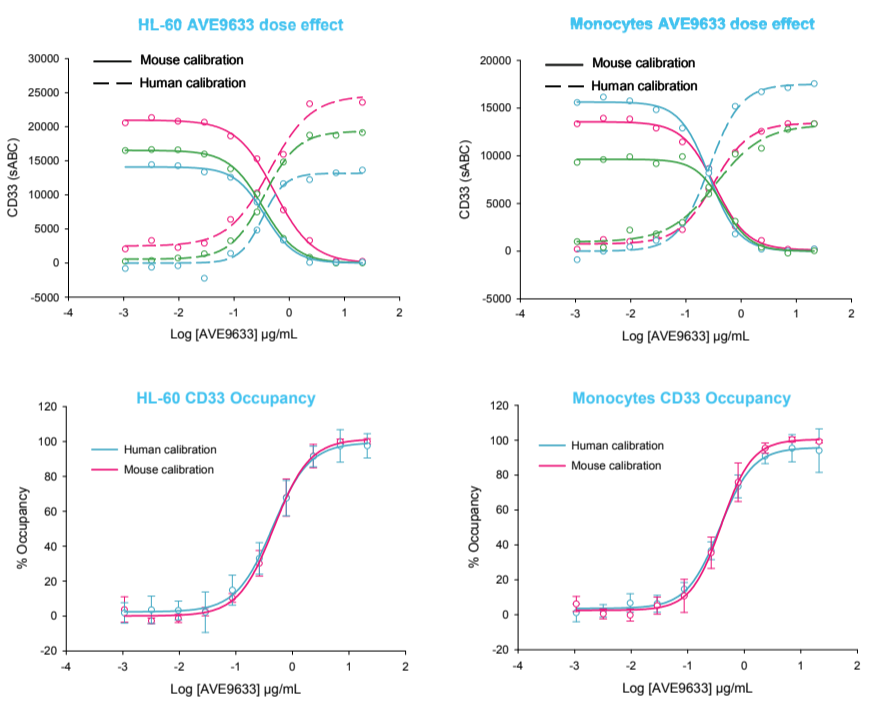 HL-60 AVE9633 dose effect
Mouse calibration
Human calibration
30000
25000
20000
15000
10000
5000
0
-5000
CD33 (sABC)
-4 -3 -2 -1 0 1 2
Log [AVE9633] µg/mL
Monocytes AVE9633 dose effect
Mouse calibration
Human calibration
20000
15000
10000
5000
0
-5000
CD33 (sABC)
-4 -3 -2 -1 0 1 2
Log [AVE9633] µg/mL
HL-60 CD33 Occupancy
Human calibration
Mouse calibration
120
100
80
60
40
20
0
-20
% Occupancy
-4 -3 -2 -1 0 1 2
Log [AVE9633] µg/mL
Monocytes CD33 Occupancy
Human calibration
Mouse calibration
120
100
80
60
40
20
0
-20
% Occupancy
-4 -3 -2 -1 0 1 2
Log [AVE9633] µg/mL